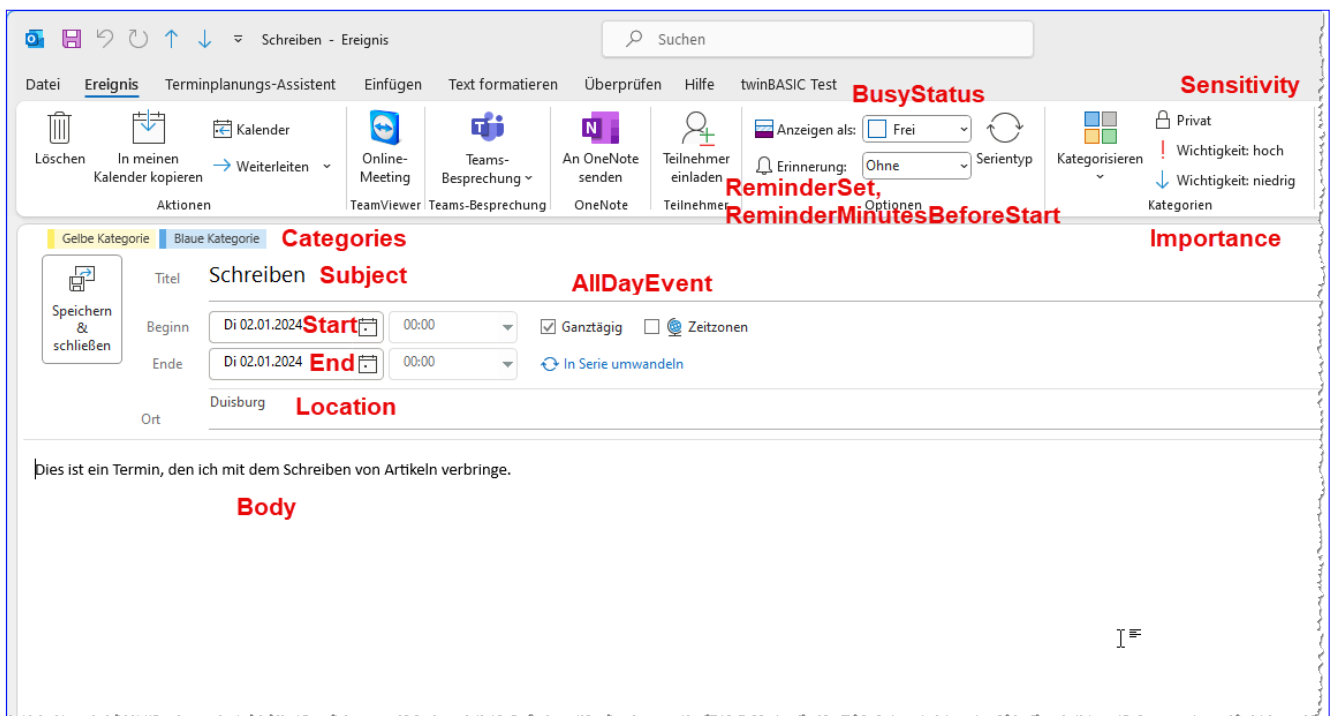 Schreiben - Ereignis
Suchen
Datei Ereignis Terminplanungs-Assistent Einfügen Text formatieren Überprüfen Hilfe twinBASIC Test
BusyStatus
Sensitivity
Löschen
In meinen
Kalender kopieren
Kalender
Weiterleiten
Aktionen
Online-
Meeting
TeamViewer
Teams-
Besprechung
Teams-Besprechung
An OneNote
senden
OneNote
Teilnehmer
einladen
Teilnehmer
Anzeigen als: Frei
Erinnerung: Ohne
Serientyp
Optionen
ReminderSet,
ReminderMinutesBeforeStart
Kategorisieren
Privat
Wichtigkeit: hoch
Wichtigkeit: niedrig
Kategorien
Importance
Gelbe Kategorie Blaue Kategorie Categories
Speichern
&
schließen
Titel Schreiben Subject
AllDayEvent
Beginn Di 02.01.2024 Start 00:00 Ganztägig Zeitzonen
Ende Di 02.01.2024 End 00:00 In Serie umwandeln
Ort Duisburg Location
Dies ist ein Termin, den ich mit dem Schreiben von Artikeln verbringe.
Body